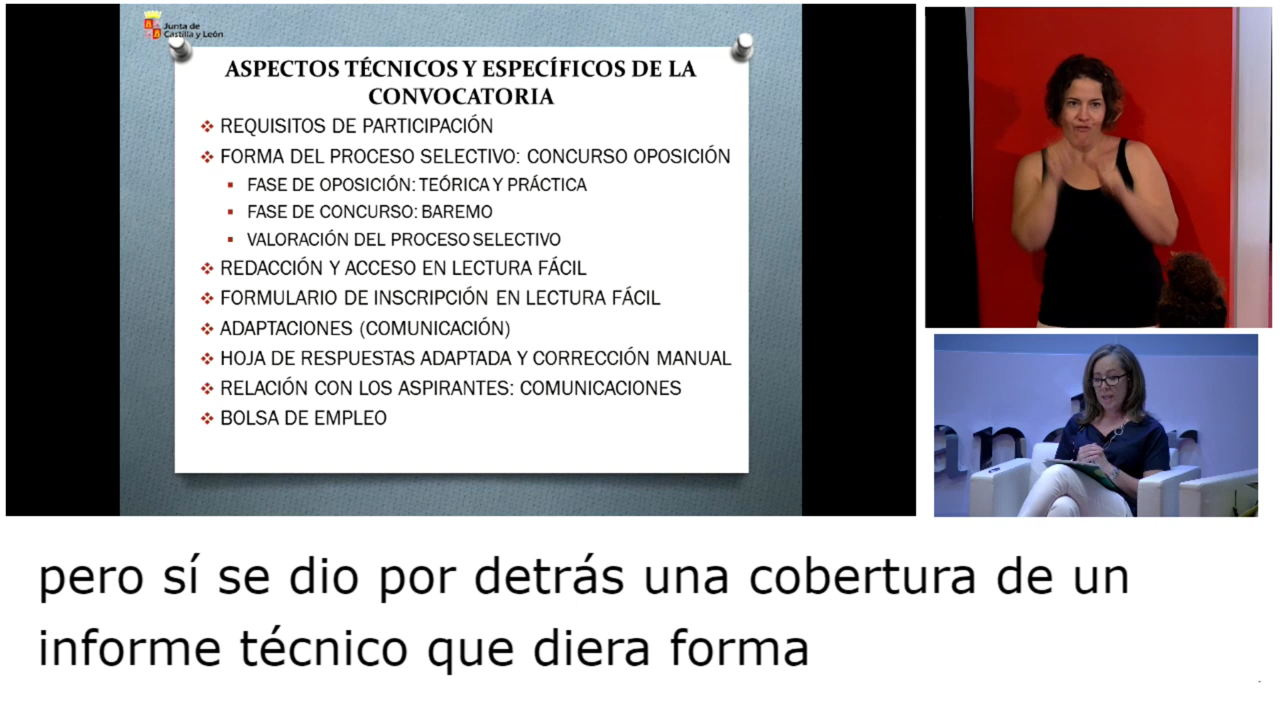 Junta de
Castilla y León
ASPECTOS TÉCNICOS Y ESPECÍFICOS DE LA
CONVOCATORIA
REQUISITOS DE PARTICIPACIÓN
FORMA DEL PROCESO SELECTIVO: CONCURSO OPOSICIÓN
FASE DE OPOSICIÓN: TEÓRICA Y PRÁCTICA
FASE DE CONCURSO: BAREMO
VALORACIÓN DEL PROCESO SELECTIVO
REDACCIÓN Y ACCESO EN LECTURA FÁCIL
FORMULARIO DE INSCRIPCIÓN EN LECTURA FÁCIL
ADAPTACIONES (COMUNICACIÓN)
HOJA DE RESPUESTAS ADAPTADA Y CORRECCIÓN MANUAL
RELACIÓN CON LOS ASPIRANTES: COMUNICACIONES
BOLSA DE EMPLEO
pero sí se dio por detrás una cobertura de un
informe técnico que diera forma